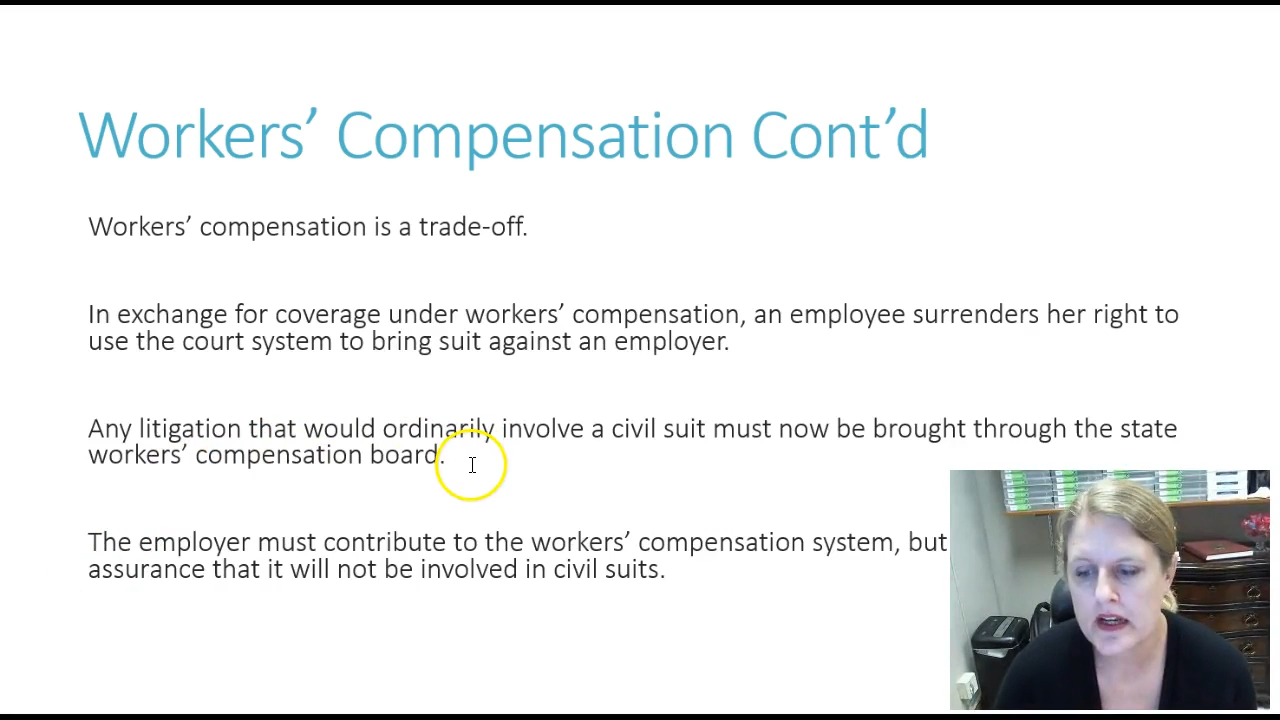 Workers’ Compensation Cont’d
Workers’ compensation is a trade-off.
In exchange for coverage under workers’ compensation, an employee surrenders her right to
use the court system to bring suit against an employer.
Any litigation that would ordinarily involve a civil suit must now be brought through the state
workers’ compensation board.
The employer must contribute to the workers’ compensation system, but
assurance that it will not be involved in civil suits.